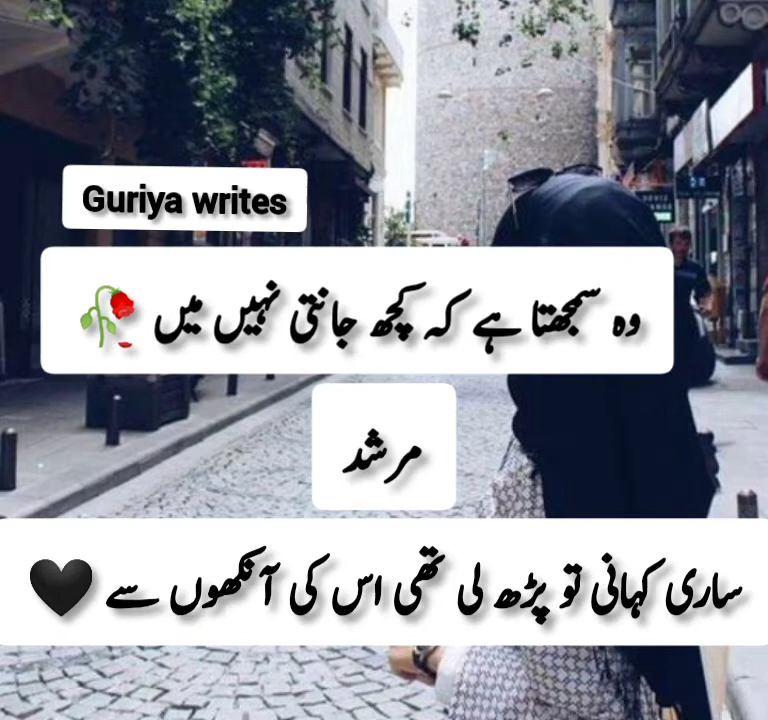 Guriya writes
وہ سمجھتا ہے کہ کچھ جانتی نہیں میں 🥀
مرشد
ساری کہانی تو پڑھ لی تھی اس کی آنکھوں سے 🖤